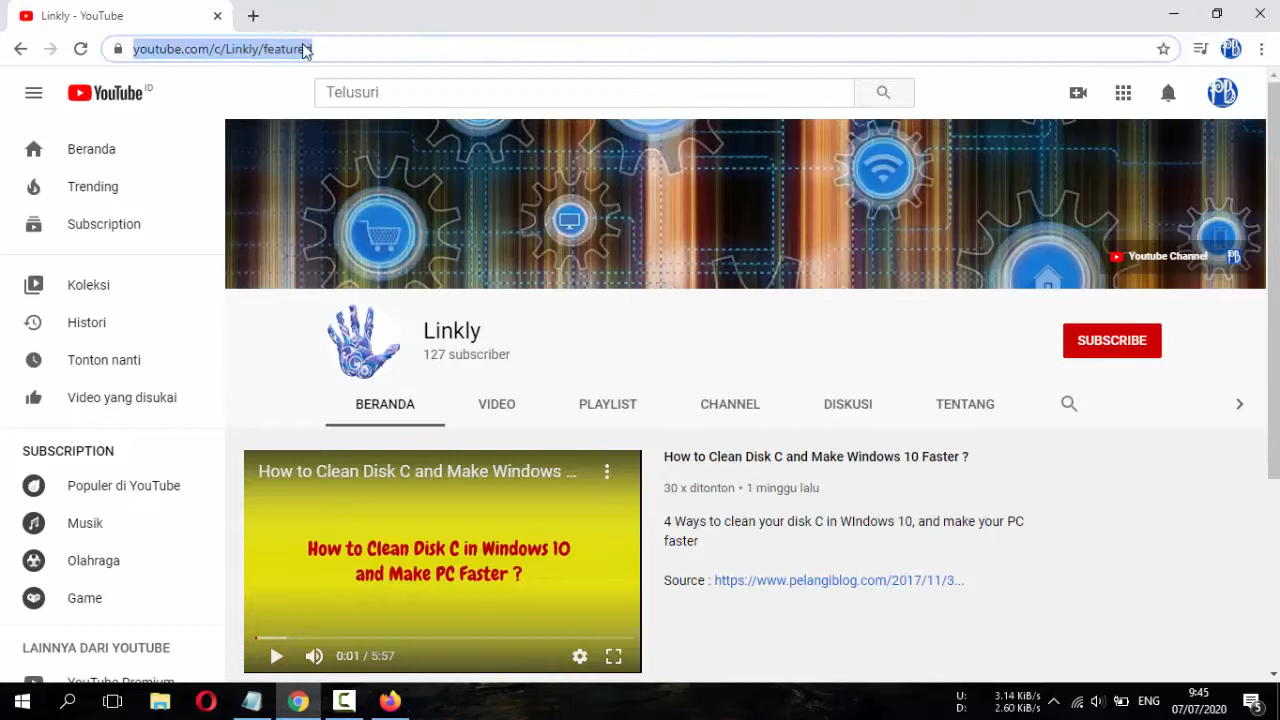 Linkly - YouTube
youtube.com/c/Linkly/featured
YouTube ID
Telusuri
Beranda
Trending
Subscription
Koleksi
Histori
Tonton nanti
Video yang disukai
SUBSCRIPTION
Populer di YouTube
Musik
Olahraga
Game
LAINNYA DARI YOUTUBE
YouTube Premium
Youtube Channel
Linkly
127 subscriber
SUBSCRIBE
BERANDA VIDEO PLAYLIST CHANNEL DISKUSI TENTANG
How to Clean Disk C and Make Windows ...
How to Clean Disk C in Windows 10
and Make PC Faster ?
0:01 / 5:57
How to Clean Disk C and Make Windows 10 Faster ?
30 x ditonton • 1 minggu lalu
4 Ways to clean your disk C in WIndows 10, and make your PC
faster
Source : https://www.pelangiblog.com/2017/11/3...
U: 3.14 KiB/s
D: 2.60 KiB/s
ENG
9:45
07/07/2020
5